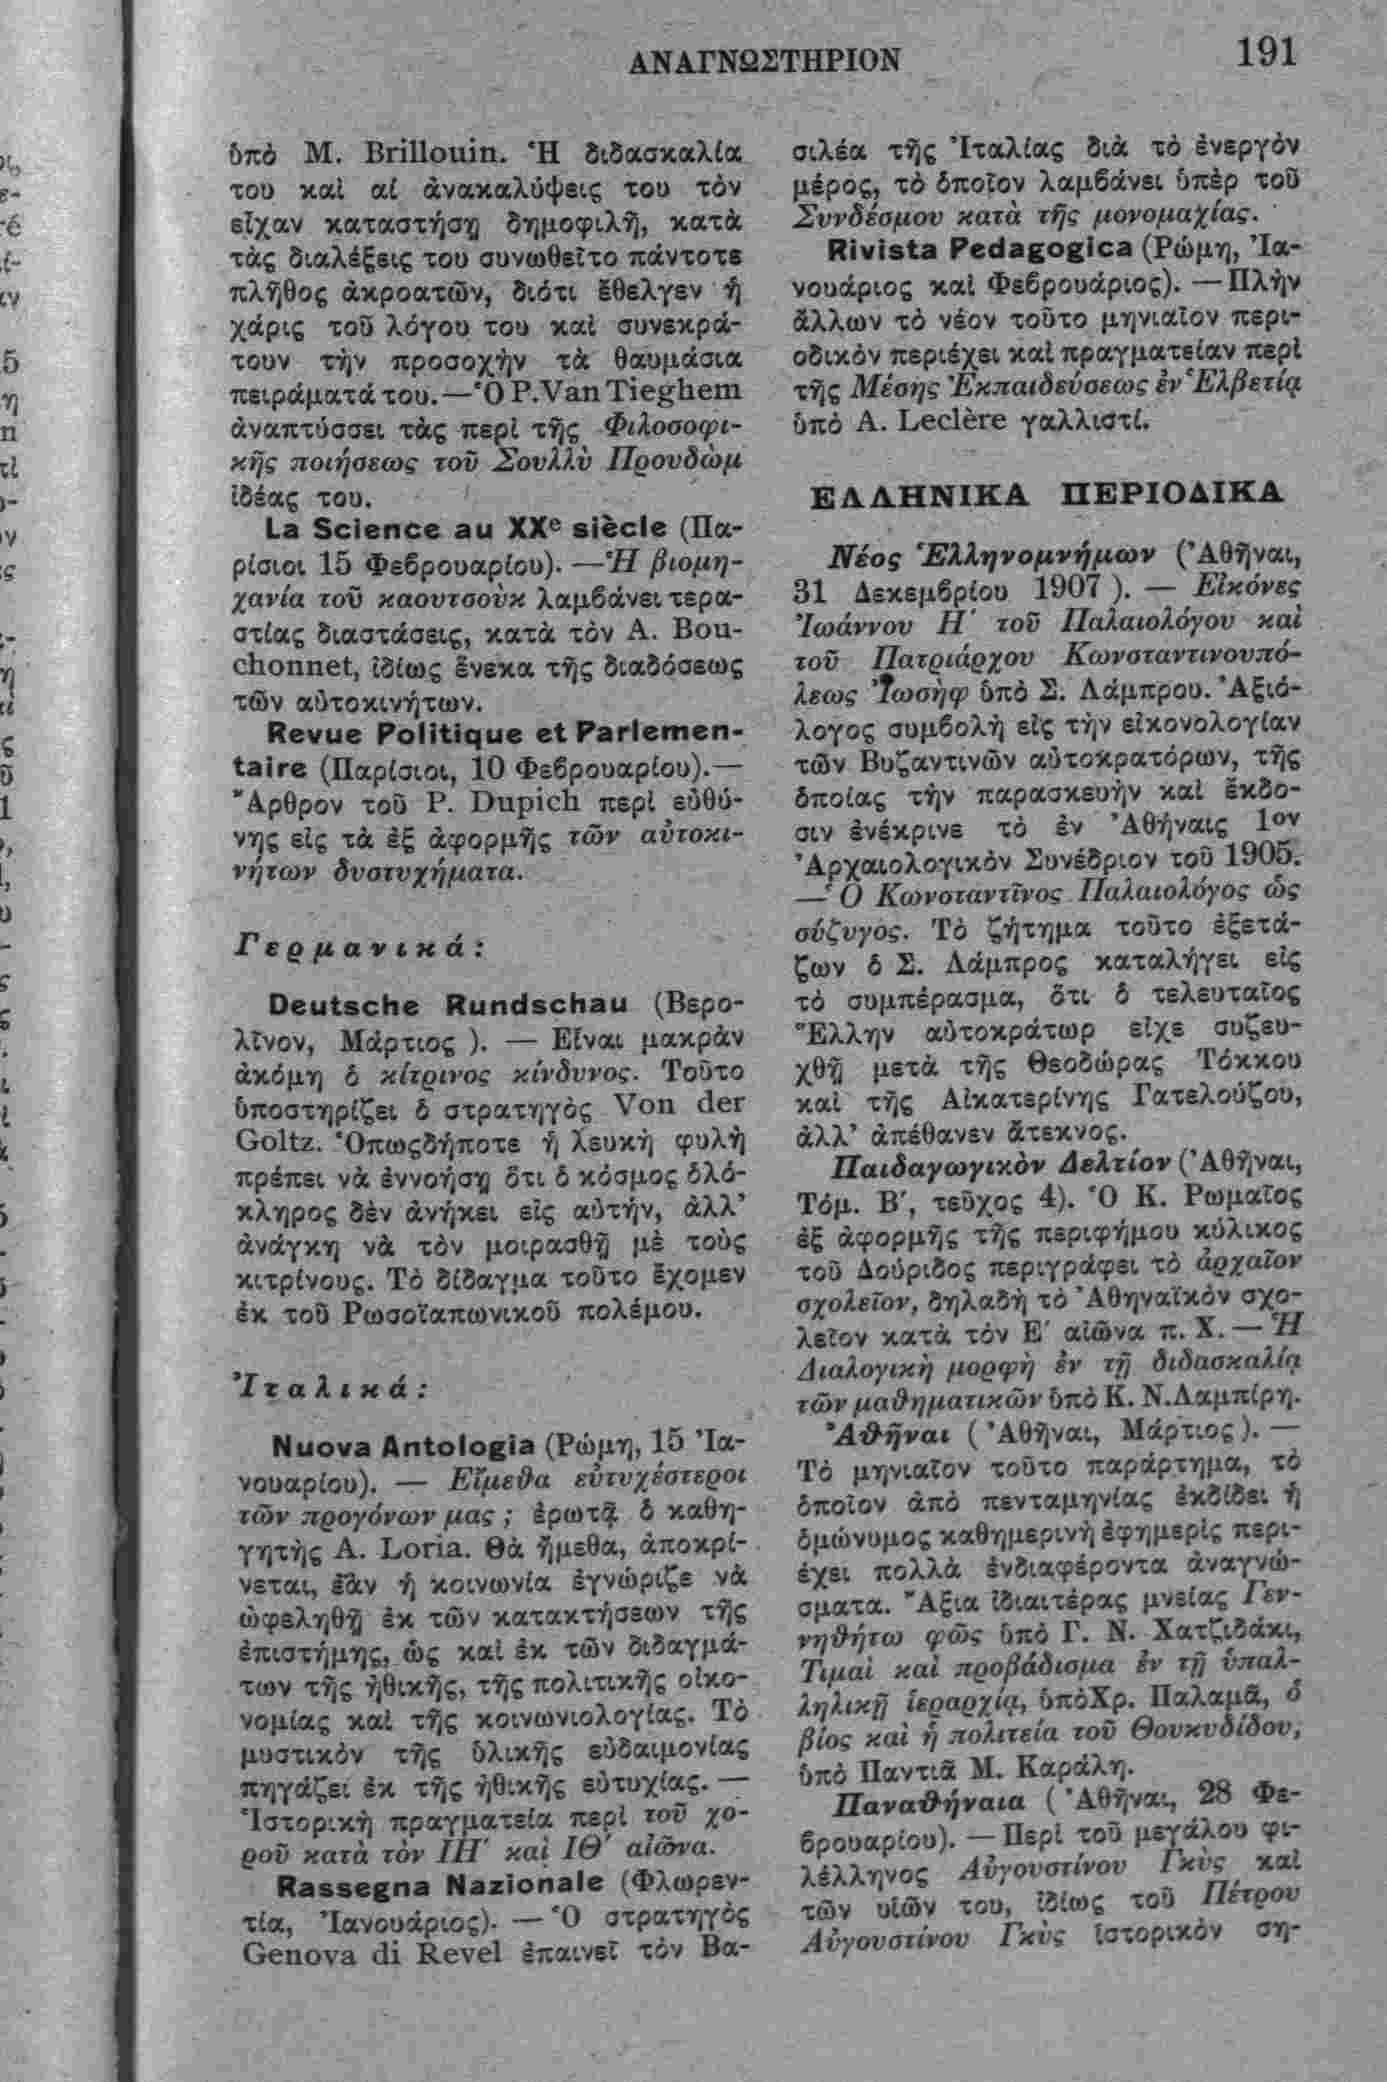 ΑΝΑΓΝΩΣΤΗΡΙΟΝ
191
ὑπὸ M. Brillouin. Ἡ διδασκαλία
του καὶ αἱ ἀνακαλύψεις του τὸν
εἶχαν καταστήσῃ δημοφιλῆ, κατὰ
τὰς διαλέξεις του συνωθεῖτο πάντοτε
πλῆθος ἀκροατῶν, διότι ἔθελγεν ἡ
χάρις τοῦ λόγου του καὶ συνεκρά-
τουν τὴν προσοχὴν τὰ θαυμάσια
πειράματά του.—Ὁ P. Van Tieghem
ἀναπτύσσει τὰς περὶ τῆς Φιλοσοφι-
κῆς ποιήσεως τοῦ Σουλλὺ Προυδὼμ
ἰδέας του.
La Science au XXe siècle (Πα-
ρίσιοι 15 Φεβρουαρίου). —Ἡ βιομη-
χανία τοῦ καουτσοὺκ λαμβάνει τερα-
στίας διαστάσεις, κατὰ τὸν A. Bou-
chonnet, ἰδίως ἕνεκα τῆς διαδόσεως
τῶν αὐτοκινήτων.
Revue Politique et Parlemen-
taire (Παρίσιοι, 10 Φεβρουαρίου).—
Ἄρθρον τοῦ P. Dupich περὶ εὐθύ-
νης εἰς τὰ ἐξ ἀφορμῆς τῶν αὐτοκι-
νήτων δυστυχήματα.
Γερμανικά:
Deutsche Rundschau (Βερο-
λῖνον, Μάρτιος ). — Εἶναι μακρὰν
ἀκόμη ὁ κίτρινος κίνδυνος. Τοῦτο
ὑποστηρίζει ὁ στρατηγὸς Von der
Goltz. Ὁπωςδήποτε ἡ λευκὴ φυλὴ
πρέπει νὰ ἐννοήσῃ ὅτι ὁ κόσμος ὁλό-
κληρος δὲν ἀνήκει εἰς αὐτήν, ἀλλ’
ἀνάγκη νὰ τὸν μοιρασθῇ μὲ τοὺς
κιτρίνους. Τὸ δίδαγμα τοῦτο ἔχομεν
ἐκ τοῦ Ρωσοϊαπωνικοῦ πολέμου.
Ἰταλικά:
Nuova Antologia (Ρώμη, 15 Ἰα-
νουαρίου). — Εἴμεθα εὐτυχέστεροι
τῶν προγόνων μας ; ἐρωτᾷ ὁ καθη-
γητὴς A. Loria. Θὰ ἤμεθα, ἀποκρί-
νεται, ἐὰν ἡ κοινωνία ἐγνώριζε νὰ
ὠφεληθῇ ἐκ τῶν κατακτήσεων τῆς
ἐπιστήμης, ὡς καὶ ἐκ τῶν διδαγμά-
των τῆς ἠθικῆς, τῆς πολιτικῆς οἰκο-
νομίας καὶ τῆς κοινωνιολογίας. Τὸ
μυστικὸν τῆς ὑλικῆς εὐδαιμονίας
πηγάζει ἐκ τῆς ἠθικῆς εὐτυχίας. —
Ἱστορικὴ πραγματεία περὶ τοῦ χο-
ροῦ κατὰ τὸν ΙΗ′ καὶ ΙΘ′ αἰῶνα.
Rassegna Nazionale (Φλωρεν-
τία, Ἰανουάριος). — Ὁ στρατηγὸς
Genova di Revel ἐπαινεῖ τὸν Βα-
σιλέα τῆς Ἰταλίας διὰ τὸ ἐνεργὸν
μέρος, τὸ ὁποῖον λαμβάνει ὑπὲρ τοῦ
Συνδέσμου κατὰ τῆς μονομαχίας.
Rivista Pedagogica (Ρώμη, Ἰα-
νουάριος καὶ Φεβρουάριος). —Πλὴν
ἄλλων τὸ νέον τοῦτο μηνιαῖον περι-
οδικὸν περιέχει καὶ πραγματείαν περὶ
τῆς Μέσης Ἐκπαιδεύσεως ἐν Ἑλβετίᾳ
ὑπὸ A. Leclère γαλλιστί.
ΕΛΛΗΝΙΚΑ ΠΕΡΙΟΔΙΚΑ
Νέος Ἑλληνομνήμων (Ἀθῆναι,
31 Δεκεμβρίου 1907 ). — Εἰκόνες
Ἰωάννου Η′ τοῦ Παλαιολόγου καὶ
τοῦ Πατριάρχου Κωνσταντινουπό-
λεως Ἰωσὴφ ὑπὸ Σ. Λάμπρου. Ἀξιό-
λογος συμβολὴ εἰς τὴν εἰκονολογίαν
τῶν Βυζαντινῶν αὐτοκρατόρων, τῆς
ὁποίας τὴν παρασκευὴν καὶ ἔκδο-
σιν ἐνέκρινε τὸ ἐν Ἀθήναις 1ον
Ἀρχαιολογικὸν Συνέδριον τοῦ 1905.
—Ὁ Κωνσταντῖνος Παλαιολόγος ὡς
σύζυγος. Τὸ ζήτημα τοῦτο ἐξετά-
ζων ὁ Σ. Λάμπρος καταλήγει εἰς
τὸ συμπέρασμα, ὅτι ὁ τελευταῖος
Ἕλλην αὐτοκράτωρ εἶχε συζευ-
χθῆ μετὰ τῆς Θεοδώρας Τόκκου
καὶ τῆς Αἰκατερίνης Γατελούζου,
ἀλλ’ ἀπέθανεν ἄτεκνος.
Παιδαγωγικὸν Δελτίον (Ἀθῆναι,
Τόμ. Β′, τεῦχος 4). Ὁ Κ. Ρωμαῖος
ἐξ ἀφορμῆς τῆς περιφήμου κύλικος
τοῦ Δούριδος περιγράφει τὸ ἀρχαῖον
σχολεῖον, δηλαδὴ τὸ Ἀθηναϊκὸν σχο-
λεῖον κατὰ τὸν Ε′ αἰῶνα π. Χ. — Ἡ
Διαλογικὴ μορφὴ ἐν τῇ διδασκαλίᾳ
τῶν μαθηματικῶν ὑπὸ Κ. Ν. Λαμπίρη.
Ἀθῆναι ( Ἀθῆναι, Μάρτιος ). —
Τὸ μηνιαῖον τοῦτο παράρτημα, τὸ
ὁποῖον ἀπὸ πενταμηνίας ἐκδίδει ἡ
ὁμώνυμος καθημερινὴ ἐφημερὶς περι-
έχει πολλὰ ἐνδιαφέροντα ἀναγνώ-
σματα. Ἄξια ἰδιαιτέρας μνείας Γεν-
νηθήτω φῶς ὑπὸ Γ. Ν. Χατζιδάκι,
Τιμαὶ καὶ προβάδισμα ἐν τῇ ὑπαλ-
ληλικῇ ἱεραρχίᾳ, ὑπὸ Χρ. Παλαμᾶ, ὁ
βίος καὶ ἡ πολιτεία τοῦ Θουκυδίδου,
ὑπὸ Παντιᾶ Μ. Καράλη.
Παναθήναια ( Ἀθῆναι, 28 Φε-
βρουαρίου). — Περὶ τοῦ μεγάλου φι-
λέλληνος Αὐγουστίνου Γκὺς καὶ
τῶν υἱῶν του, ἰδίως τοῦ Πέτρου
Αὐγουστίνου Γκὺς ἱστορικὸν ση-